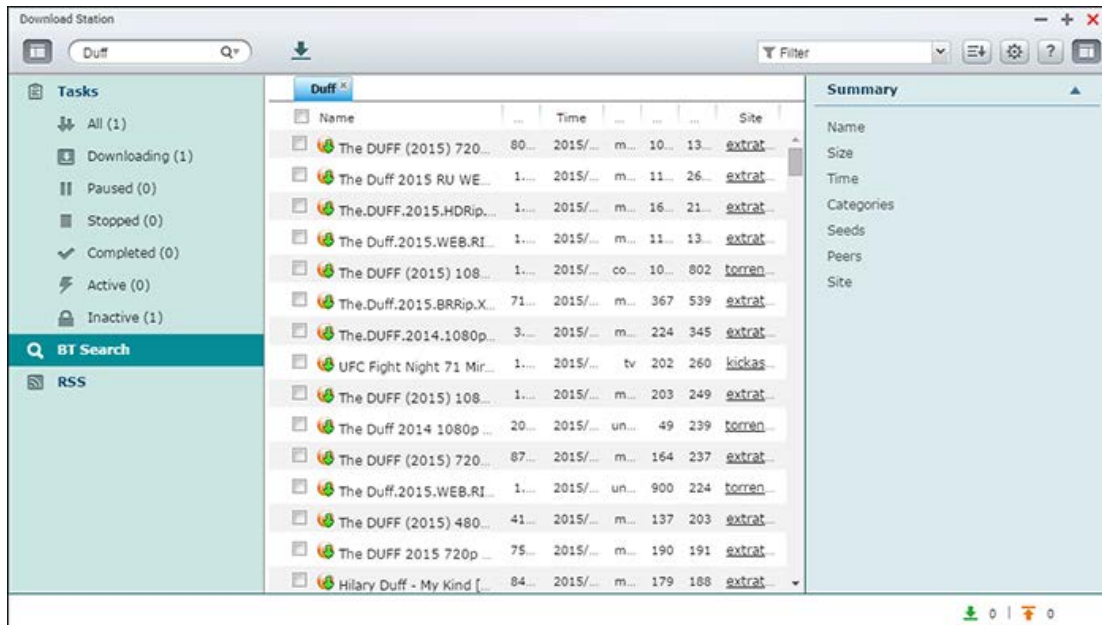 Download Station
Duff
Filter
?
Tasks
All (1)
Downloading (1)
Paused (0)
Stopped (0)
Completed (0)
Active (0)
Inactive (1)
BT Search
RSS
Duff
Name ... Time ... ... ... Site
The DUFF (2015) 720... 80... 2015/... m... 10... 13... extrat...
The Duff 2015 RU WE... 1.... 2015/... m... 11... 26... extrat...
The.DUFF.2015.HDRip.... 1.... 2015/... m... 16... 21... extrat...
The Duff.2015.WEB.RI... 1.... 2015/... m... 11... 13... extrat...
The DUFF (2015) 108... 1.... 2015/... co... 10... 802 torren...
The.Duff.2015.BRRip.X... 71... 2015/... m... 367 539 extrat...
The.DUFF.2014.1080p... 3.... 2015/... m... 224 345 extrat...
UFC Fight Night 71 Mir... 1.... 2015/... tv 202 260 kickas...
The DUFF (2015) 108... 1.... 2015/... m... 203 249 extrat...
The Duff 2014 1080p ... 20... 2015/... un... 49 239 torren...
The DUFF (2015) 720... 87... 2015/... m... 164 237 extrat...
The Duff.2015.WEB.RI... 1.... 2015/... un... 900 224 torren...
The DUFF (2015) 480... 41... 2015/... m... 137 203 extrat...
The DUFF 2015 720p ... 75... 2015/... m... 190 191 extrat...
Hilary Duff - My Kind [... 84... 2015/... m... 179 188 extrat...
Summary
Name
Size
Time
Categories
Seeds
Peers
Site
0 | 0